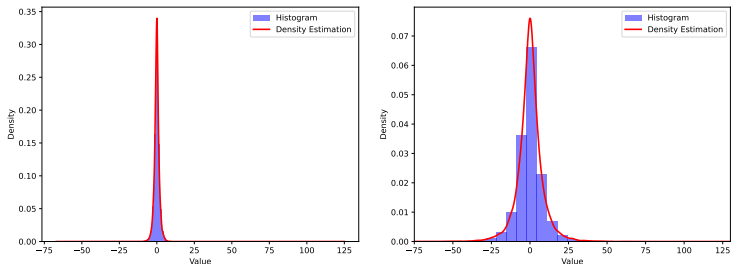 0.35
0.30
0.25
0.20
0.15
0.10
0.05
0.00
Density
−75 −50 −25 0 25 50 75 100 125
Value
Histogram
Density Estimation
0.07
0.06
0.05
0.04
0.03
0.02
0.01
0.00
Density
−75 −50 −25 0 25 50 75 100 125
Value
Histogram
Density Estimation